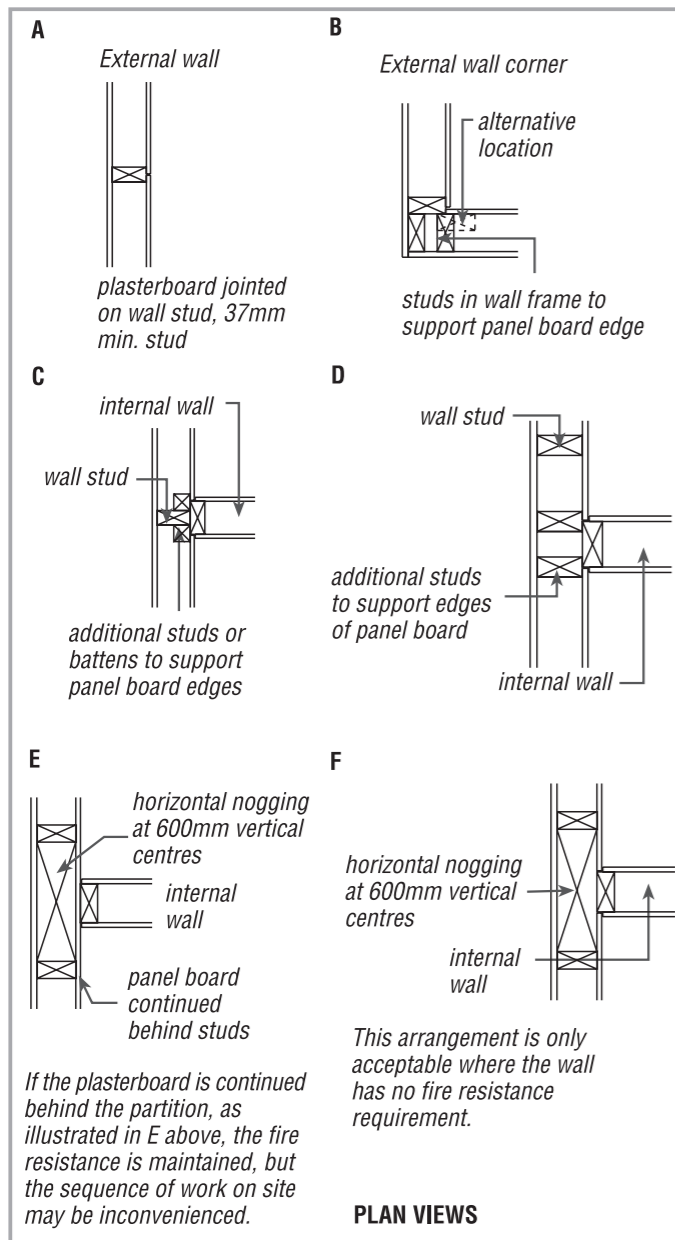 A
External wall
plasterboard jointed
on wall stud, 37mm
min. stud
B
External wall corner
alternative
location
studs in wall frame to
support panel board edge
C
internal wall
wall stud
additional studs or
battens to support
panel board edges
D
wall stud
additional studs
to support edges
of panel board
internal wall
E
horizontal nogging
at 600mm vertical
centres
internal
wall
panel board
continued
behind studs
If the plasterboard is continued
behind the partition, as
illustrated in E above, the fire
resistance is maintained, but
the sequence of work on site
may be inconvenienced.
F
horizontal nogging
at 600mm vertical
centres
internal
wall
This arrangement is only
acceptable where the wall
has no fire resistance
requirement.
PLAN VIEWS